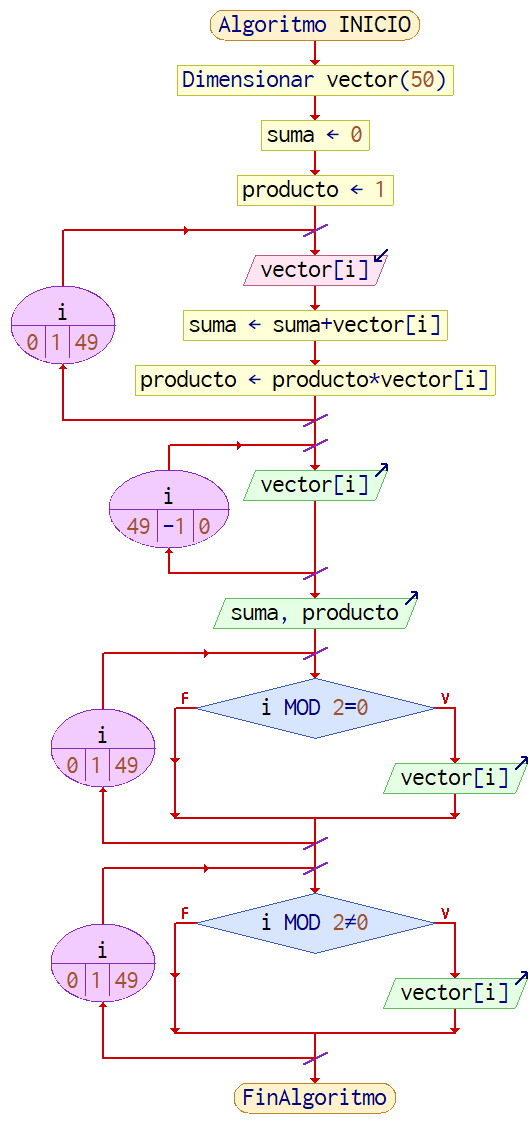 Algoritmo INICIO
Dimensionar vector(50)
suma ← 0
producto ← 1
vector[i]
i
0 1 49
suma ← suma+vector[i]
producto ← producto*vector[i]
vector[i]
i
49 -1 0
suma, producto
F
V
i MOD 2=0
i
0 1 49
vector[i]
F
V
i MOD 2≠0
i
0 1 49
vector[i]
FinAlgoritmo